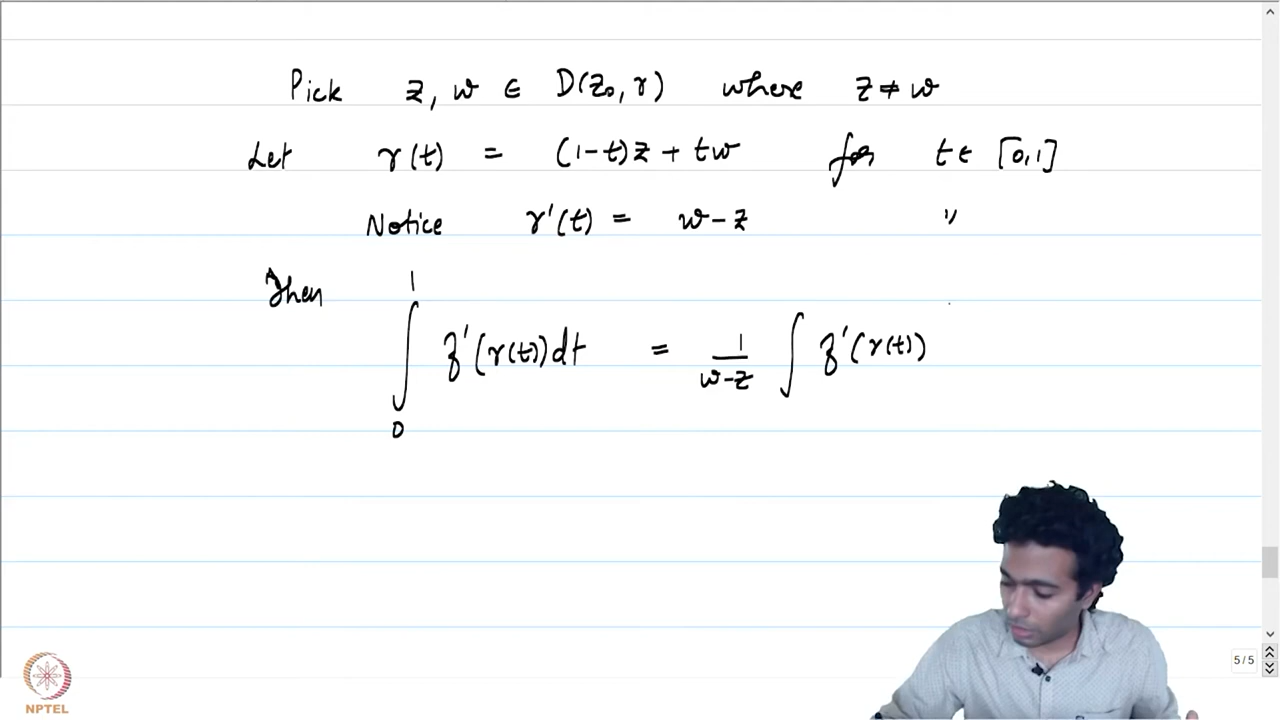 Pick z, w ∈ D(z₀, r) where z ≠ w
Let γ(t) = (1-t)z + tw for t ∈ [0,1]
Notice γ'(t) = w - z "
Then ∫₀¹ f'(γ(t))dt = 1/(w-z) ∫ f'(γ(t))
5 / 5
NPTEL